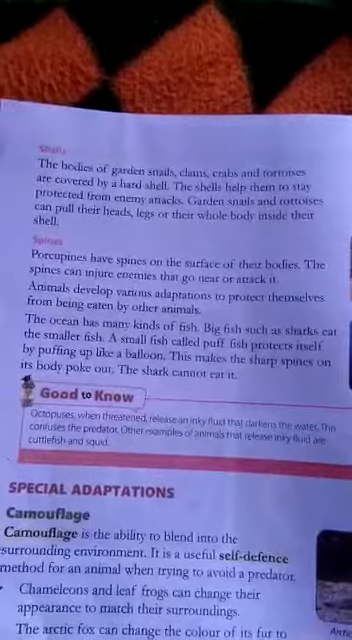 Shells
The bodies of garden snails, clams, crabs and tortoises
are covered by a hard shell. The shells help them to stay
protected from enemy attacks. Garden snails and tortoises
can pull their heads, legs or their whole body inside their
shell.
Spines
Porcupines have spines on the surface of their bodies. The
spines can injure enemies that go near or attack it.
Animals develop various adaptations to protect themselves
from being eaten by other animals.
The ocean has many kinds of fish. Big fish such as sharks eat
the smaller fish. A small fish called puff fish protects itself
by puffing up like a balloon. This makes the sharp spines on
its body poke out. The shark cannot eat it.
Good to Know
Octopuses, when threatened, release an inky fluid that darkens the water. This
confuses the predator. Other examples of animals that release inky fluid are
cuttlefish and squid.
SPECIAL ADAPTATIONS
Camouflage
Camouflage is the ability to blend into the
surrounding environment. It is a useful self-defence
method for an animal when trying to avoid a predator.
• Chameleons and leaf frogs can change their
appearance to match their surroundings.
The arctic fox can change the colour of its fur to